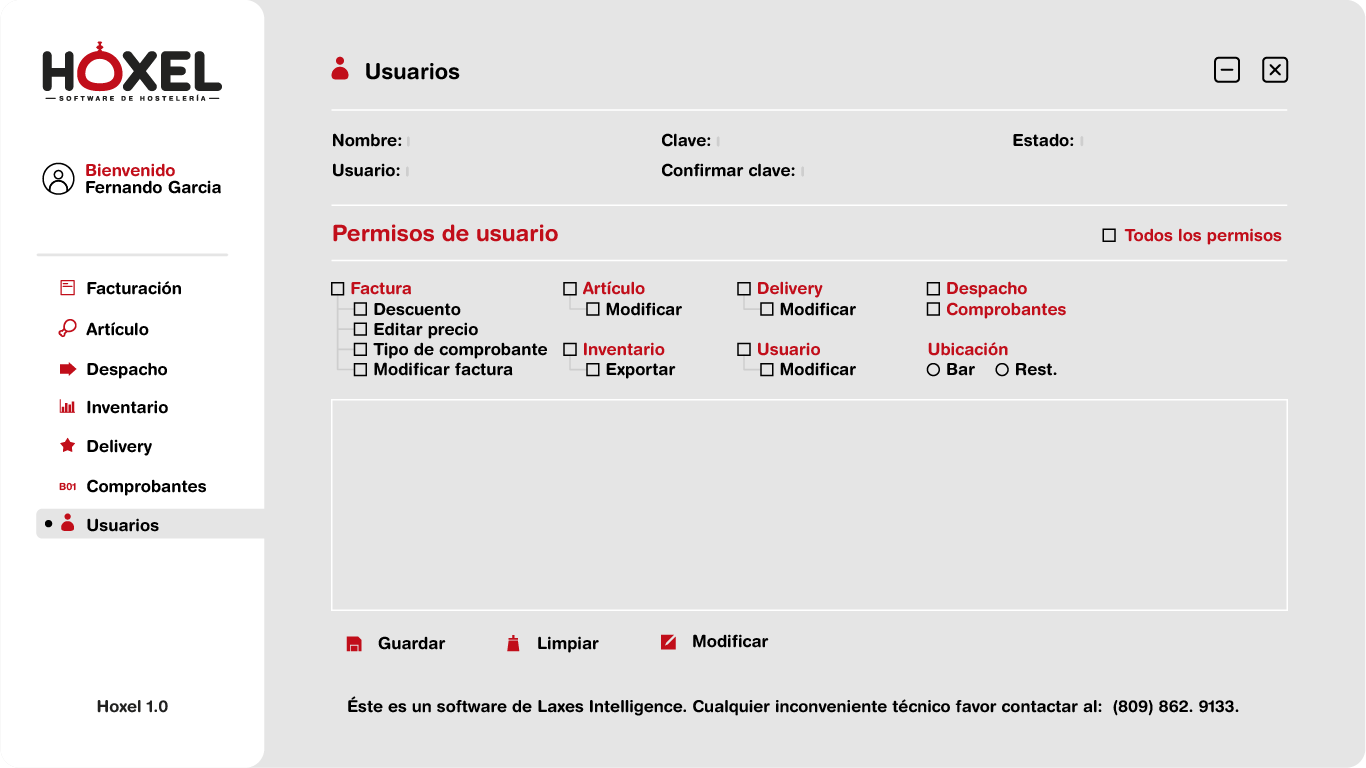 HOXEL
SOFTWARE DE HOSTELERÍA
Bienvenido
Fernando Garcia
Facturación
Artículo
Despacho
Inventario
Delivery
B01 Comprobantes
Usuarios
Hoxel 1.0
Usuarios
Nombre: Clave: Estado:
Usuario: Confirmar clave:
Permisos de usuario Todos los permisos
Factura Artículo Delivery Despacho
Descuento Modificar Modificar Comprobantes
Editar precio
Tipo de comprobante Inventario Usuario Ubicación
Modificar factura Exportar Modificar Bar Rest.
Guardar Limpiar Modificar
Éste es un software de Laxes Intelligence. Cualquier inconveniente técnico favor contactar al: (809) 862. 9133.